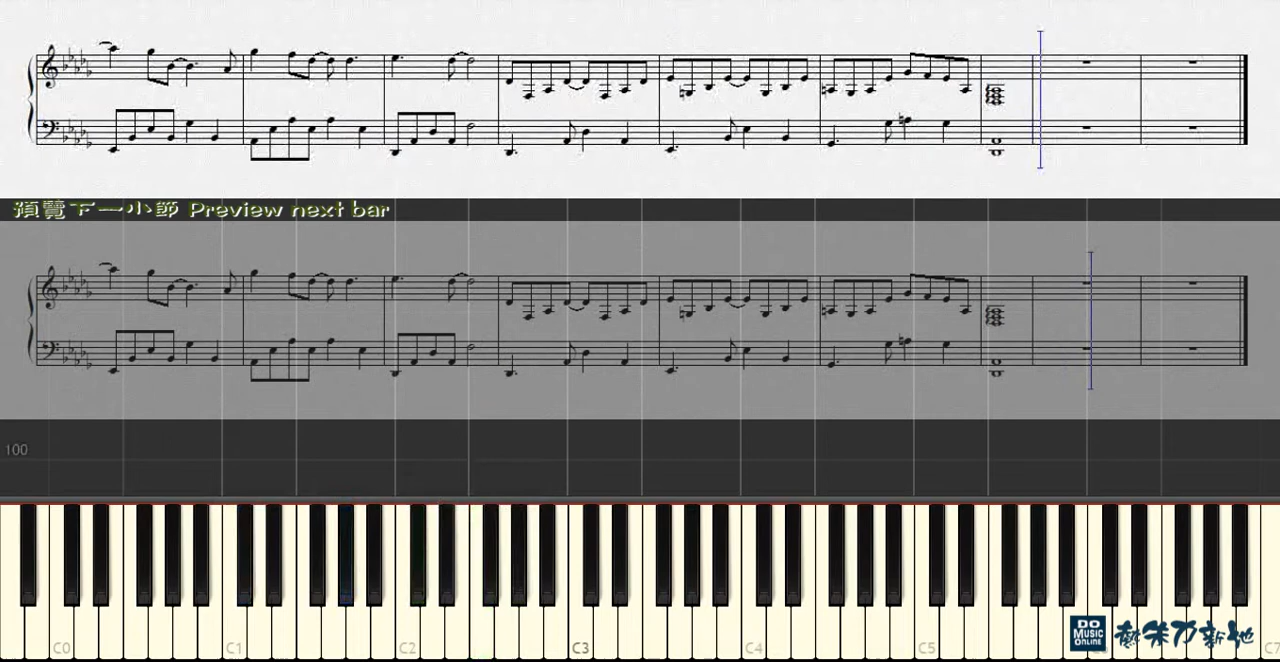 預覽下一小節 Preview next bar
100
C0 C1 C2 C3 C4 C5 C7
DO
MUSIC
ONLINE